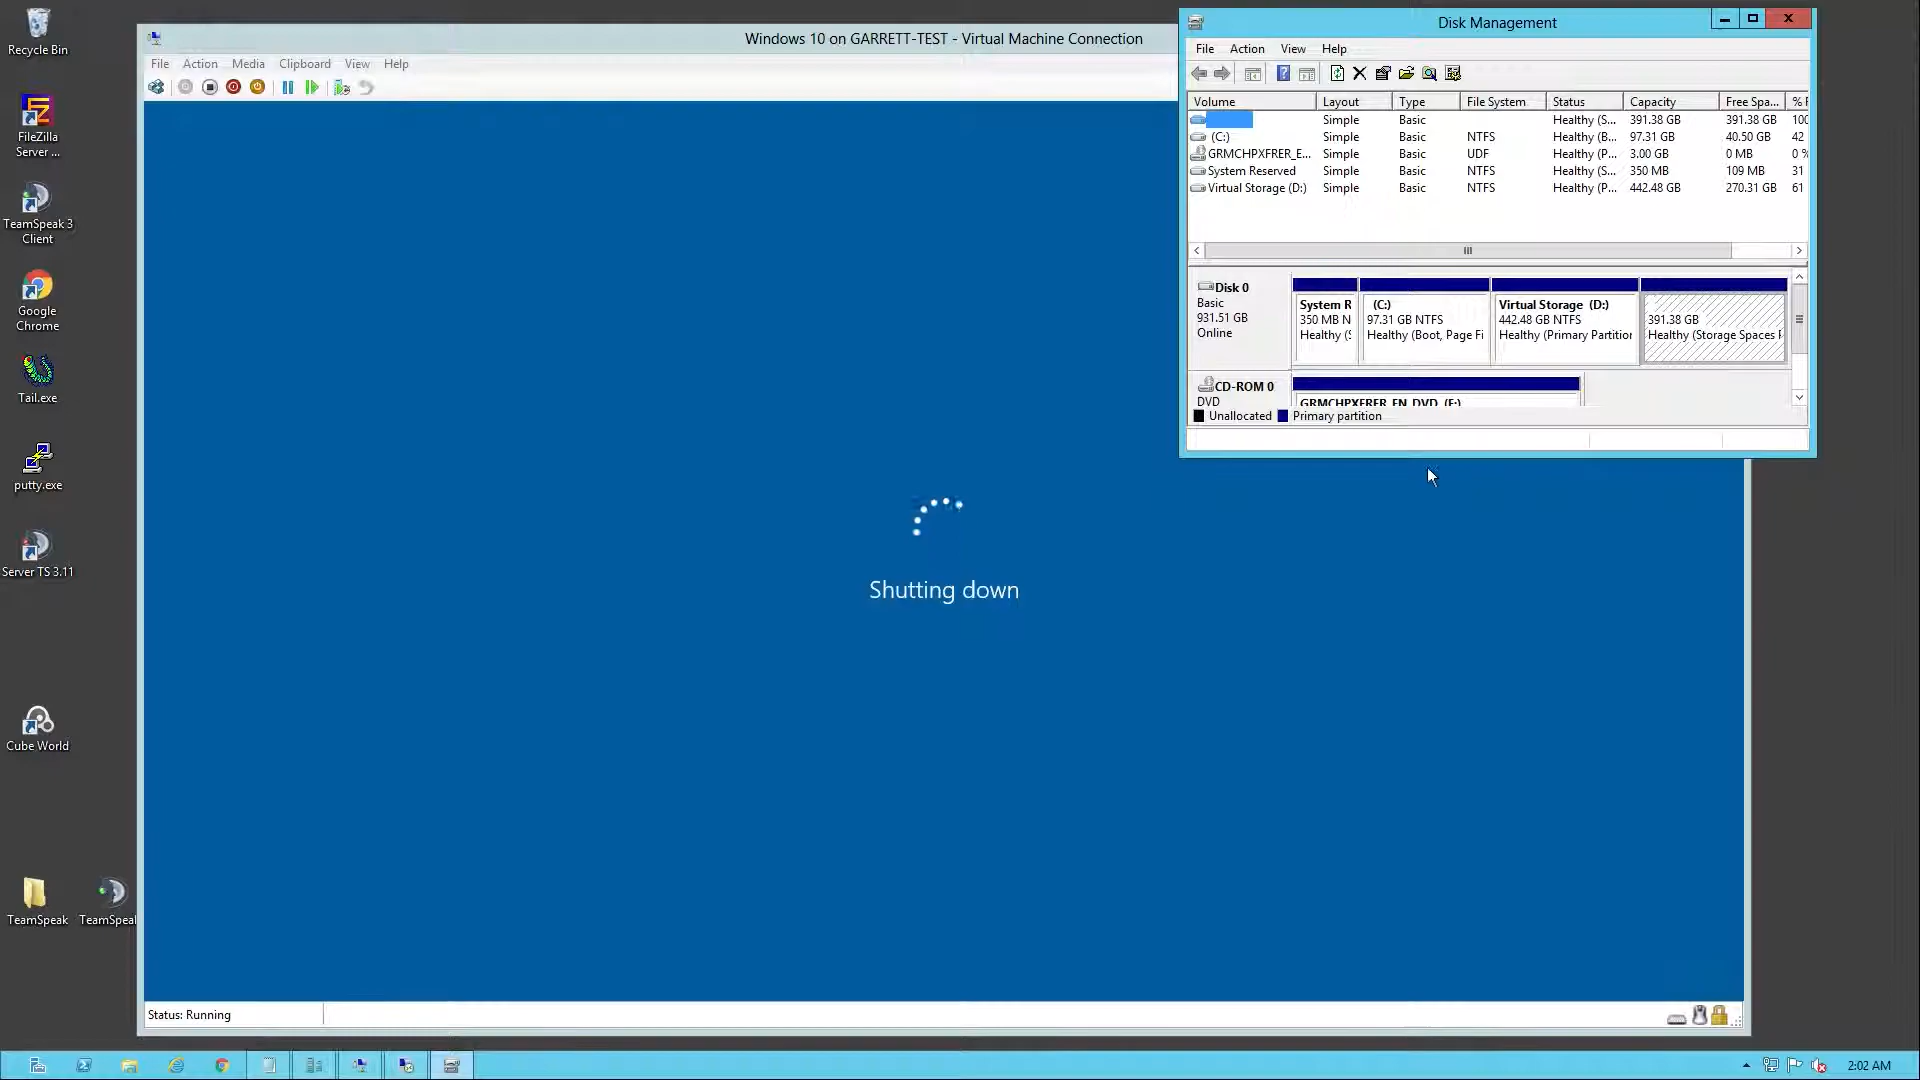 Recycle Bin
FileZilla
Server ...
TeamSpeak 3
Client
Google
Chrome
Tail.exe
putty.exe
Server TS 3.11
Cube World
TeamSpeak
TeamSpeal
Windows 10 on GARRETT-TEST - Virtual Machine Connection
File Action Media Clipboard View Help
Shutting down
Status: Running
Disk Management
File Action View Help
Volume Layout Type File System Status Capacity Free Spa... %
Simple Basic Healthy (S... 391.38 GB 391.38 GB 100
(C:) Simple Basic NTFS Healthy (B... 97.31 GB 40.50 GB 42
GRMCHPXFRER_E... Simple Basic UDF Healthy (P... 3.00 GB 0 MB 0 %
System Reserved Simple Basic NTFS Healthy (S... 350 MB 109 MB 31
Virtual Storage (D:) Simple Basic NTFS Healthy (P... 442.48 GB 270.31 GB 61
Disk 0
Basic
931.51 GB
Online
System R
350 MB N
Healthy (S
(C:)
97.31 GB NTFS
Healthy (Boot, Page Fi
Virtual Storage (D:)
442.48 GB NTFS
Healthy (Primary Partition
391.38 GB
Healthy (Storage Spaces
CD-ROM 0
DVD
GRMCHPXFRER_EN_DVD (E:)
Unallocated Primary partition
2:02 AM